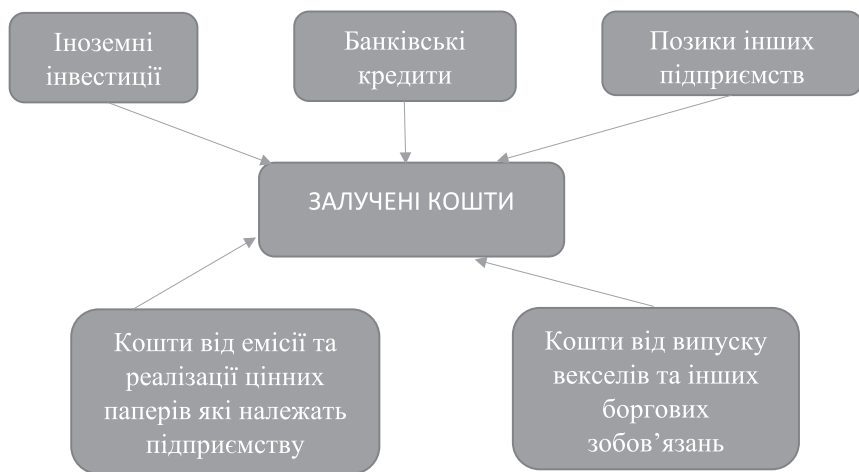 Іноземні
інвестиції
Банківські
кредити
Позики інших
підприємств
ЗАЛУЧЕНІ КОШТИ
Кошти від емісії та
реалізації цінних
паперів які належать
підприємству
Кошти від випуску
векселів та інших
боргових
зобов’язань